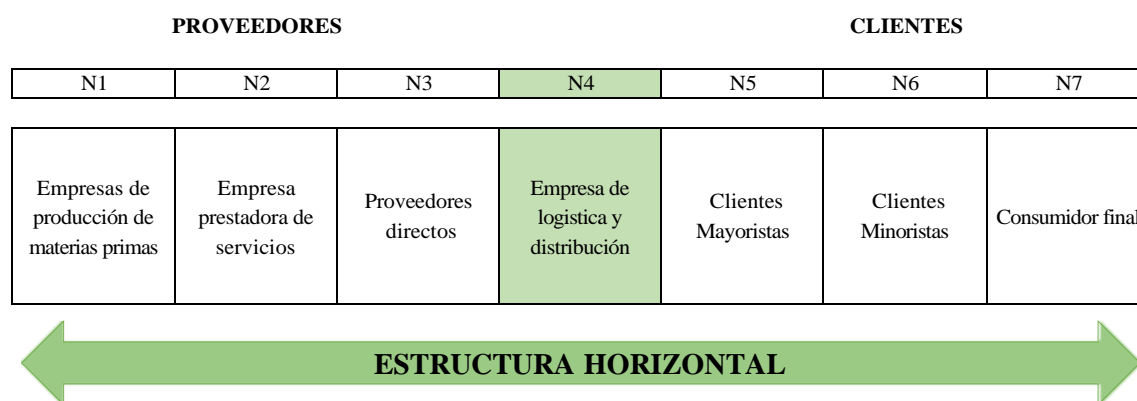 PROVEEDORES
CLIENTES
N1
N2
N3
N4
N5
N6
N7
Empresas de
producción de
materias primas
Empresa
prestadora de
servicios
Proveedores
directos
Empresa de
logistica y
distribución
Clientes
Mayoristas
Clientes
Minoristas
Consumidor final
ESTRUCTURA HORIZONTAL